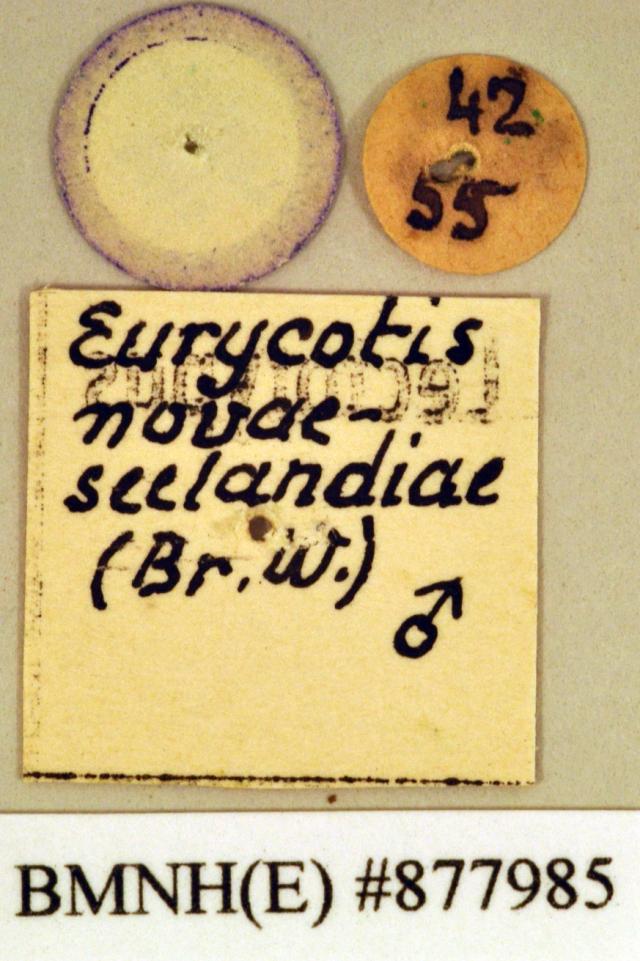 42
55
Eurycotis
novae-
seelandiae
(Br. W.)
♂
BMNH(E) #877985